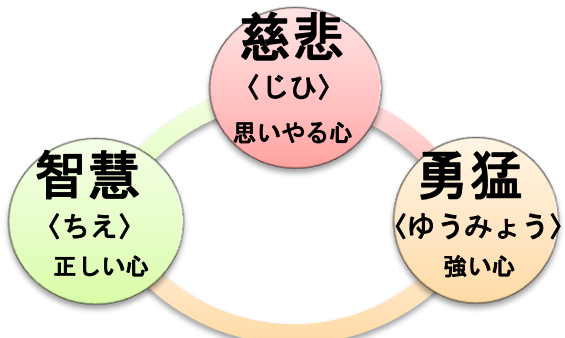 慈悲
〈じひ〉
思いやる心
智慧
〈ちえ〉
正しい心
勇猛
〈ゆうみょう〉
強い心